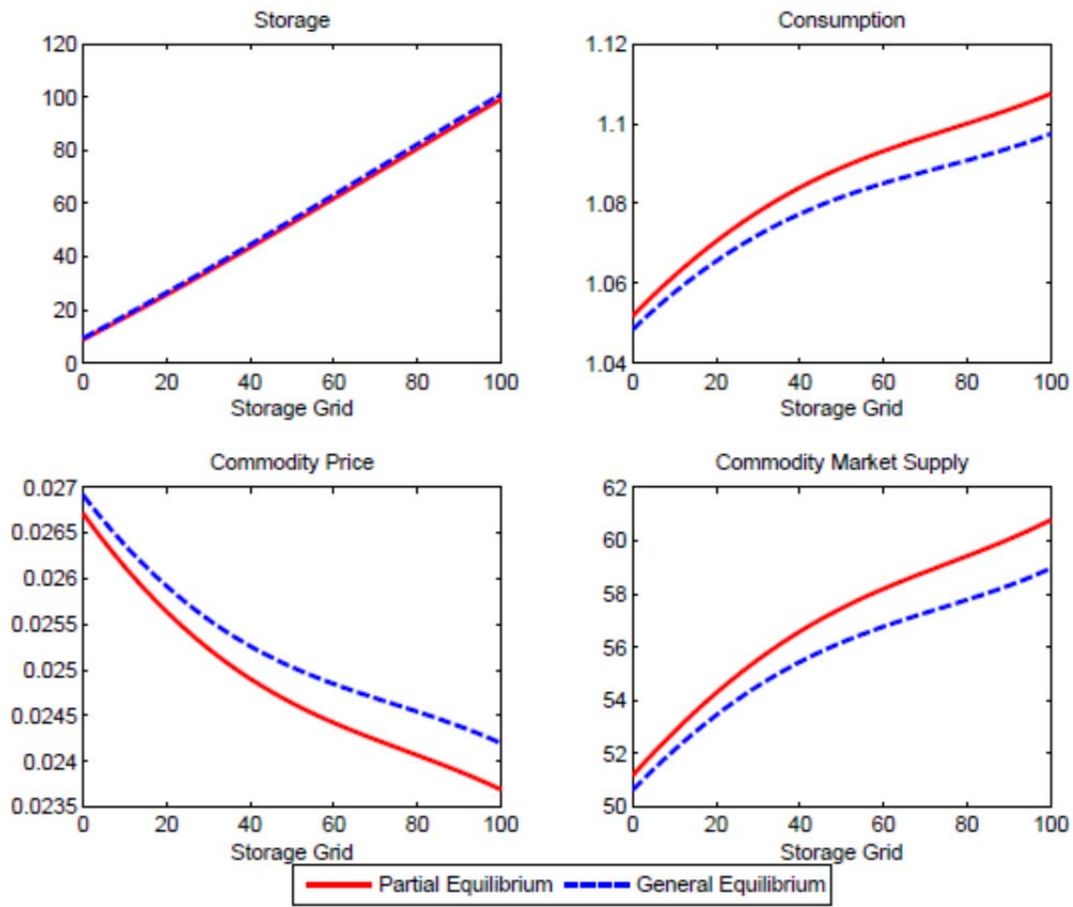 Storage
120
100
80
60
40
20
0
0 20 40 60 80 100
Storage Grid
Consumption
1.12
1.1
1.08
1.06
1.04
0 20 40 60 80 100
Storage Grid
Commodity Price
0.027
0.0265
0.026
0.0255
0.025
0.0245
0.024
0.0235
0 20 40 60 80 100
Storage Grid
Commodity Market Supply
62
60
58
56
54
52
50
0 20 40 60 80 100
Storage Grid
Partial Equilibrium General Equilibrium